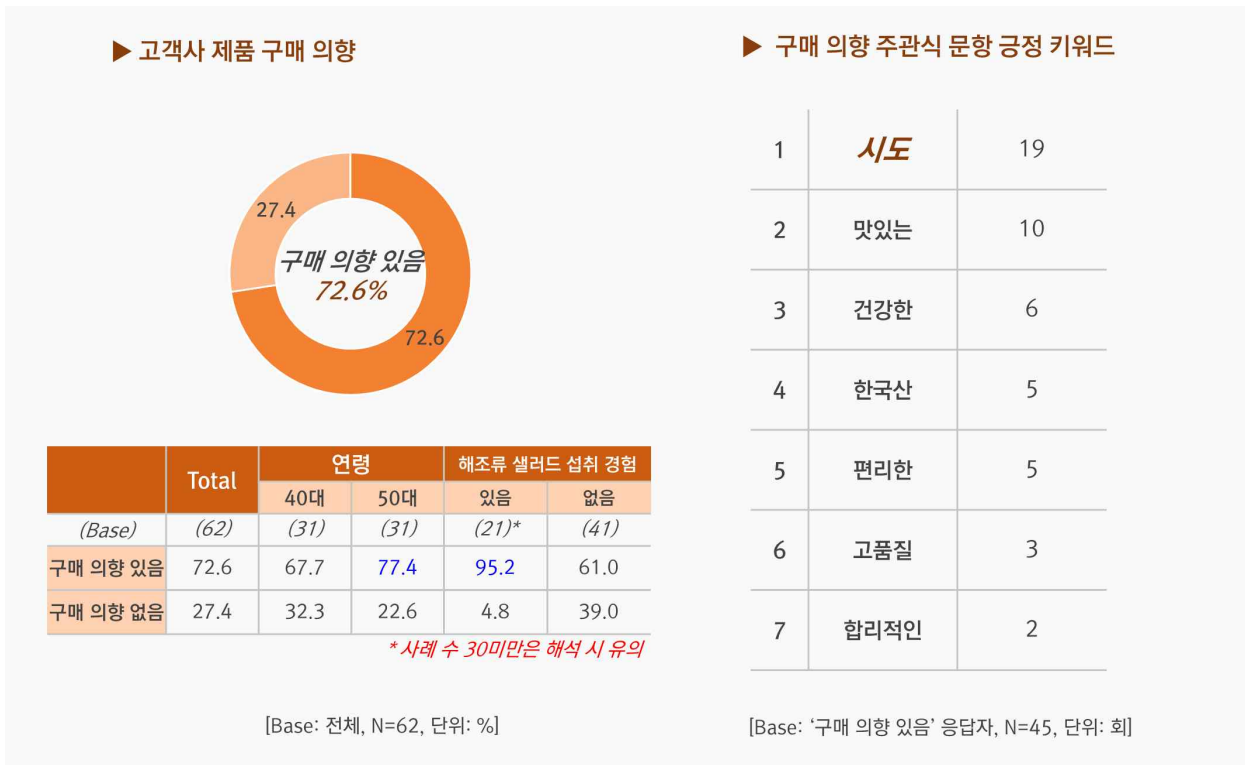 ▶ 고객사 제품 구매 의향
27.4
구매 의향 있음
72.6%
72.6
Total 연령 해조류 샐러드 섭취 경험
40대 50대 있음 없음
(Base) (62) (31) (31) (21)* (41)
구매 의향 있음 72.6 67.7 77.4 95.2 61.0
구매 의향 없음 27.4 32.3 22.6 4.8 39.0
* 사례 수 30미만은 해석 시 유의
[Base: 전체, N=62, 단위: %]
▶ 구매 의향 주관식 문항 긍정 키워드
1 시도 19
2 맛있는 10
3 건강한 6
4 한국산 5
5 편리한 5
6 고품질 3
7 합리적인 2
[Base: ‘구매 의향 있음’ 응답자, N=45, 단위: 회]